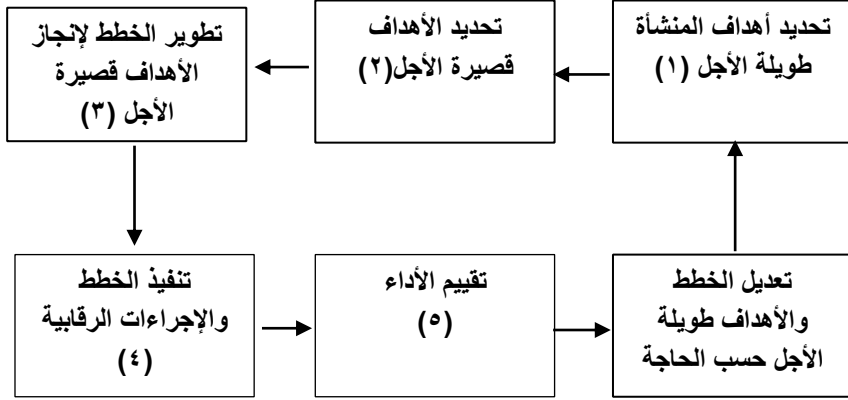 تحديد أهداف المنشأة
طويلة الأجل (١)
تحديد الأهداف
قصيرة الأجل(٢)
تطوير الخطط لإنجاز
الأهداف قصيرة
الأجل (٣)
تنفيذ الخطط
والإجراءات الرقابية
(٤)
تقييم الأداء
(٥)
تعديل الخطط
والأهداف طويلة
الأجل حسب الحاجة